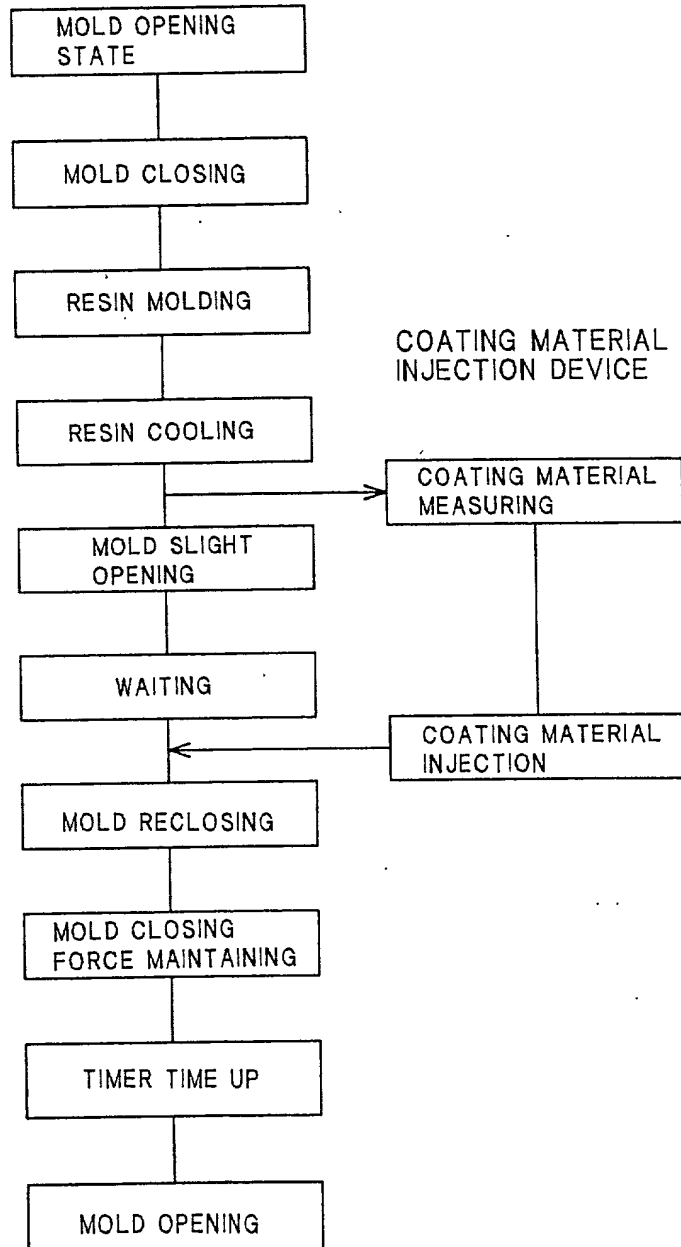 MOLD OPENING
STATE
MOLD CLOSING
RESIN MOLDING
RESIN COOLING
MOLD SLIGHT
OPENING
WAITING
MOLD RECLOSING
MOLD CLOSING
FORCE MAINTAINING
TIMER TIME UP
MOLD OPENING
COATING MATERIAL
INJECTION DEVICE
COATING MATERIAL
MEASURING
COATING MATERIAL
INJECTION